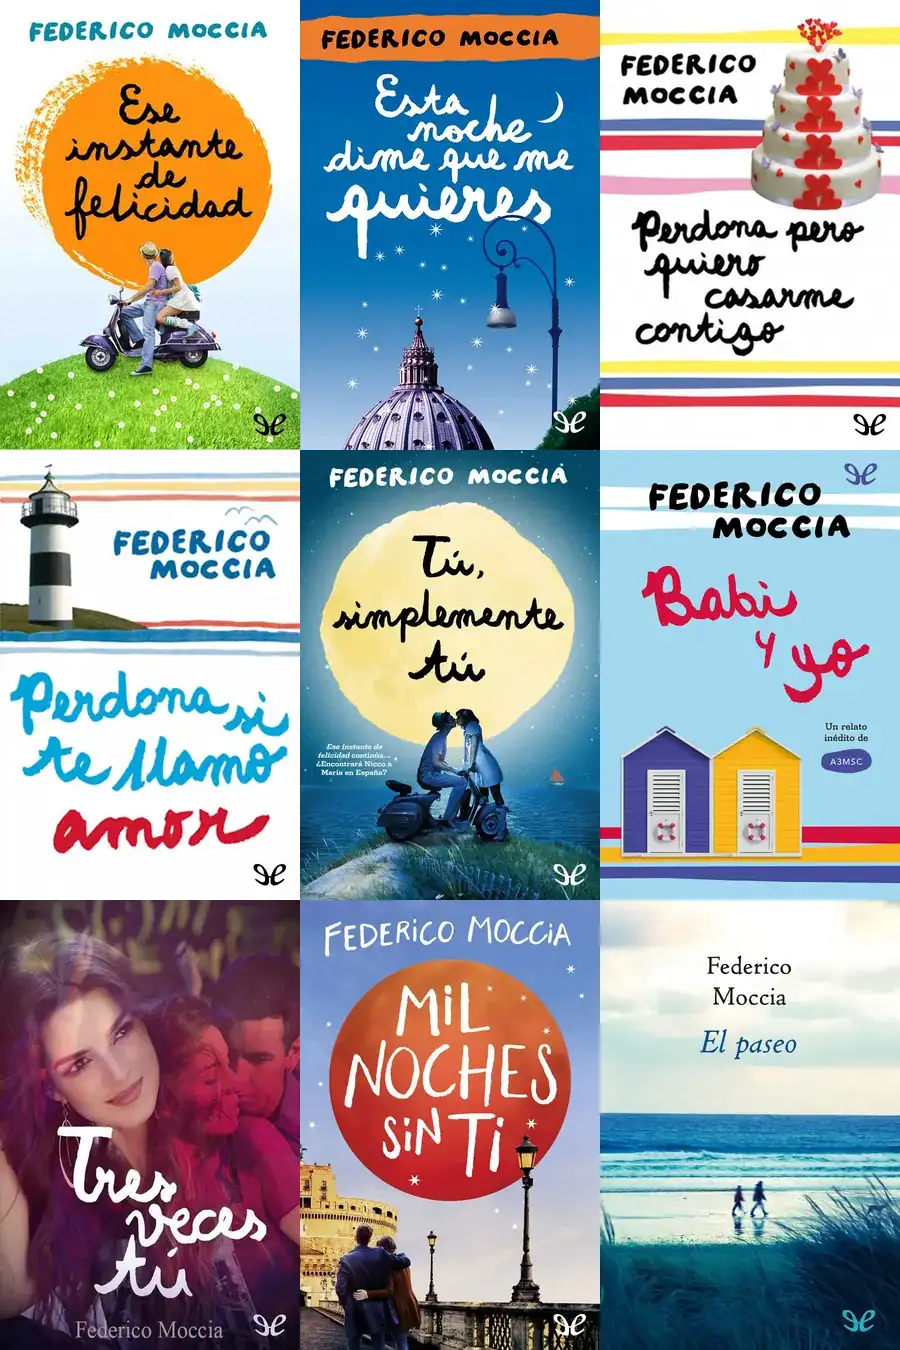 FEDERICO MOCCIA
Ese
instante
de
felicidad
FEDERICO MOCCIA
Esta
noche
dime que me
quieres
FEDERICO
MOCCIA
Perdona pero
quiero
casarme
contigo
FEDERICO
MOCCIA
Perdona si
te llamo
amor
FEDERICO MOCCIA
Tú,
simplemente
tú
Ese instante de
felicidad continúa...
¿Encontrará Nicco a
María en España?
FEDERICO
MOCCIA
Babi
y yo
Un relato
inédito de
A3MSC
Tres
veces
tú
Federico Moccia
FEDERICO MOCCIA
MIL
NOCHES
SIN TI
Federico
Moccia
El paseo